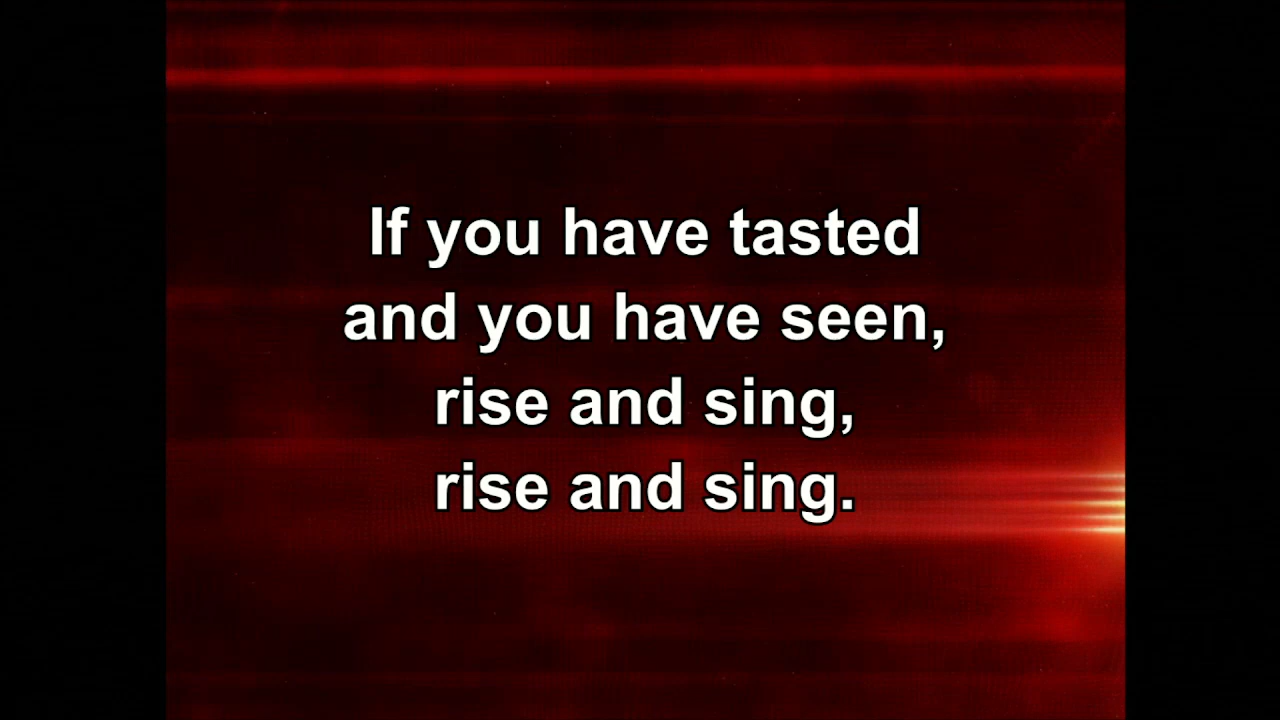 If you have tasted
and you have seen,
rise and sing,
rise and sing.